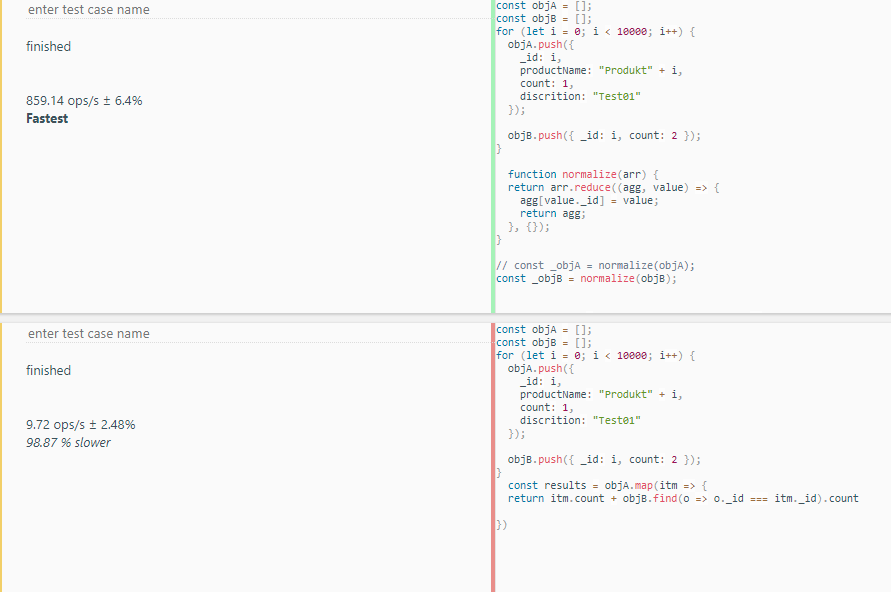 enter test case name
finished
859.14 ops/s ± 6.4%
Fastest
const objA = [];
const objB = [];
for (let i = 0; i < 10000; i++) {
  objA.push({
    _id: i,
    productName: "Produkt" + i,
    count: 1,
    discrition: "Test01"
  });

  objB.push({ _id: i, count: 2 });
}

  function normalize(arr) {
  return arr.reduce((agg, value) => {
    agg[value._id] = value;
    return agg;
  }, {});
}

// const _objA = normalize(objA);
const _objB = normalize(objB);
enter test case name
finished
9.72 ops/s ± 2.48%
98.87 % slower
const objA = [];
const objB = [];
for (let i = 0; i < 10000; i++) {
  objA.push({
    _id: i,
    productName: "Produkt" + i,
    count: 1,
    discrition: "Test01"
  });

  objB.push({ _id: i, count: 2 });
}
  const results = objA.map(itm => {
  return itm.count + objB.find(o => o._id === itm._id).count

})